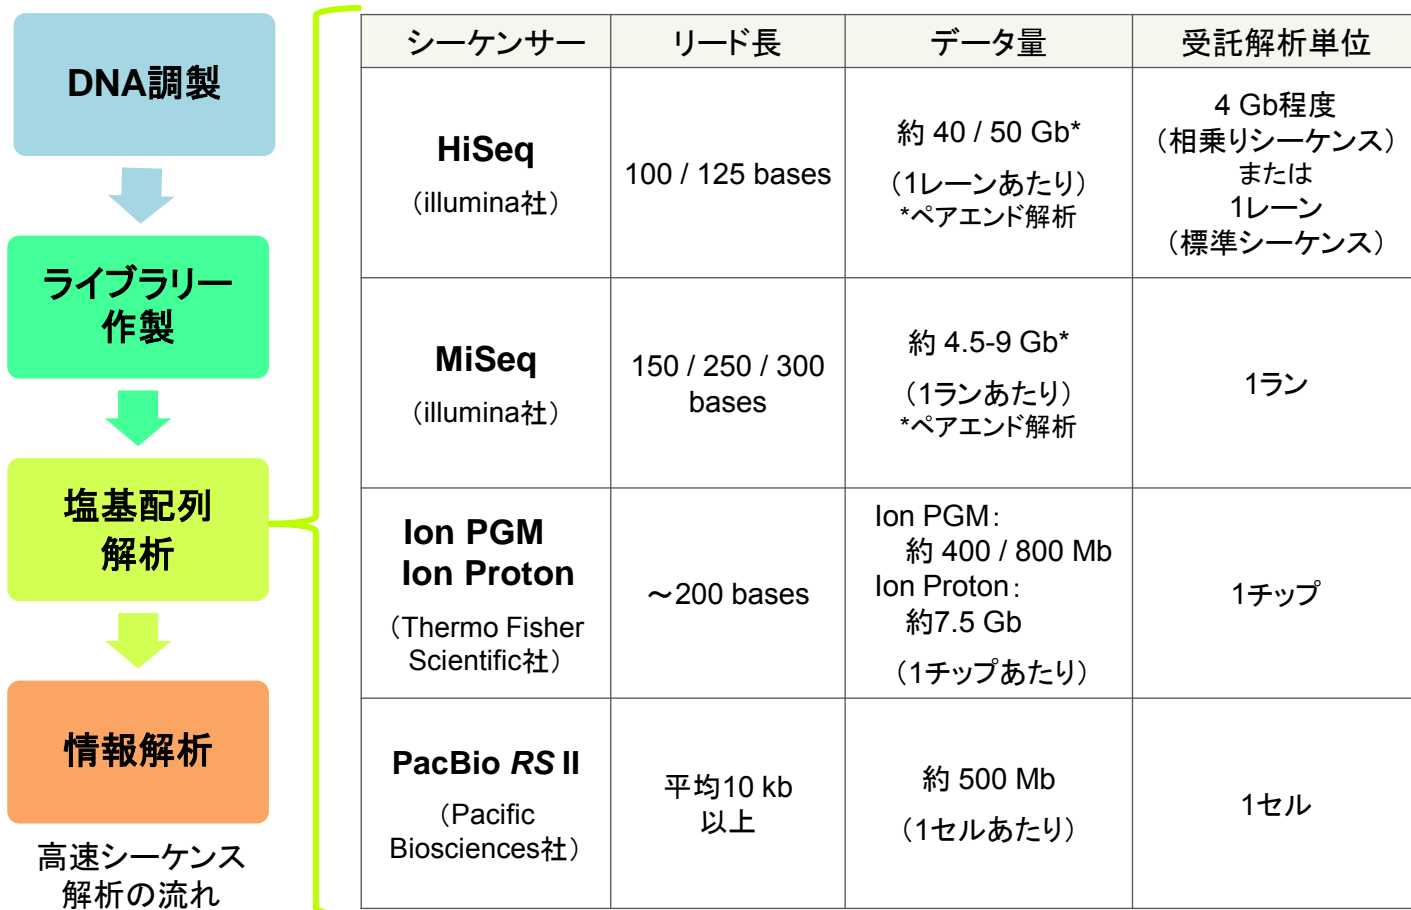 DNA調製
ライブラリー
作製
塩基配列
解析
情報解析
高速シーケンス
解析の流れ
シーケンサー
リード長
データ量
受託解析単位
HiSeq
（illumina社）
100 / 125 bases
約 40 / 50 Gb*
（1レーンあたり）
*ペアエンド解析
4 Gb程度
（相乗りシーケンス）
または
1レーン
（標準シーケンス）
MiSeq
（illumina社）
150 / 250 / 300
bases
約 4.5-9 Gb*
（1ランあたり）
*ペアエンド解析
1ラン
Ion PGM
Ion Proton
（Thermo Fisher
Scientific社）
～200 bases
Ion PGM：
約 400 / 800 Mb
Ion Proton：
約7.5 Gb
（1チップあたり）
1チップ
PacBio RS II
（Pacific
Biosciences社）
平均10 kb
以上
約 500 Mb
（1セルあたり）
1セル